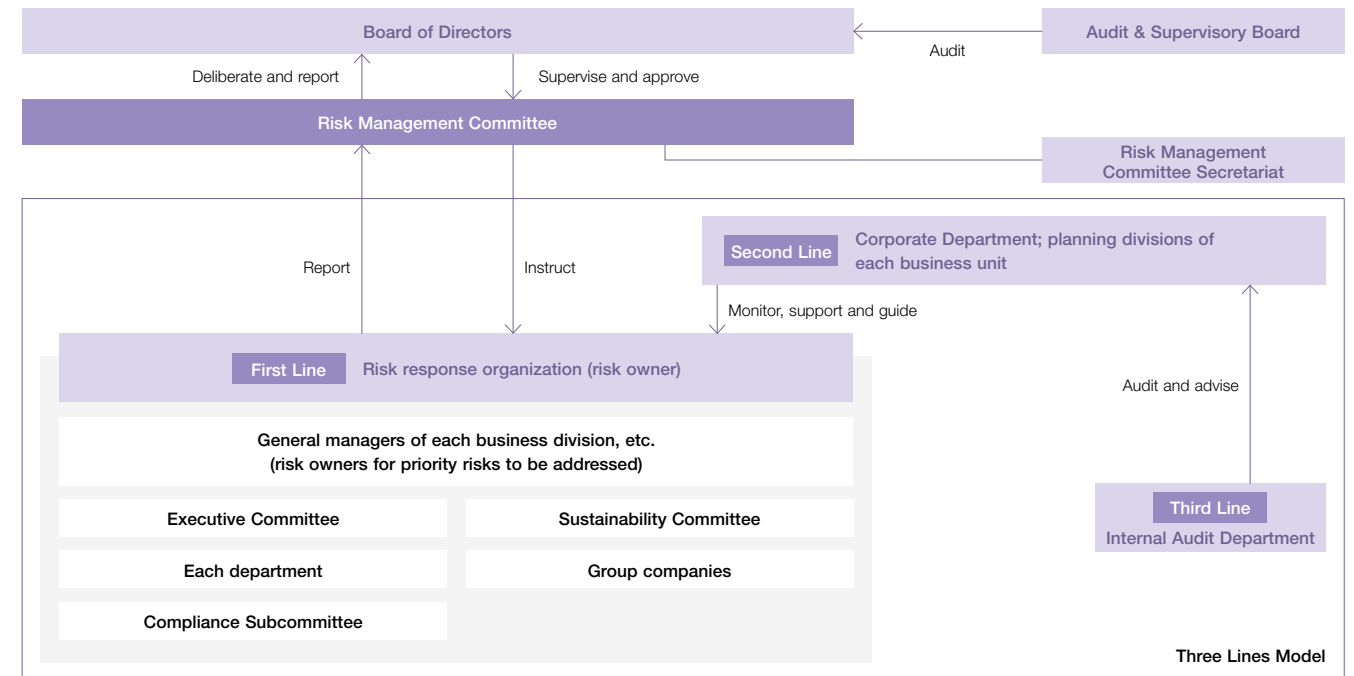 Board of Directors
Audit & Supervisory Board
Audit
Deliberate and report
Supervise and approve
Risk Management Committee
Risk Management
Committee Secretariat
Second Line
Corporate Department; planning divisions of
each business unit
Report
Instruct
Monitor, support and guide
First Line
Risk response organization (risk owner)
Audit and advise
General managers of each business division, etc.
(risk owners for priority risks to be addressed)
Executive Committee
Sustainability Committee
Each department
Group companies
Compliance Subcommittee
Third Line
Internal Audit Department
Three Lines Model